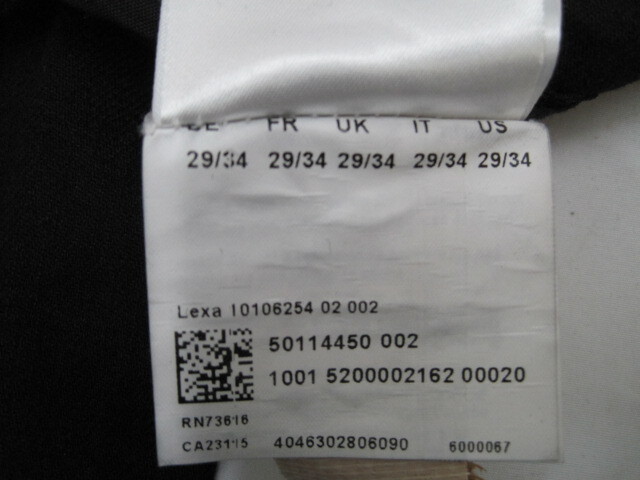 DE FR UK IT US
29/34 29/34 29/34 29/34 29/34
Lexa 10106254 02 002
50114450 002
1001 5200002162 00020
RN73616
CA23115 4046302806090 6000067